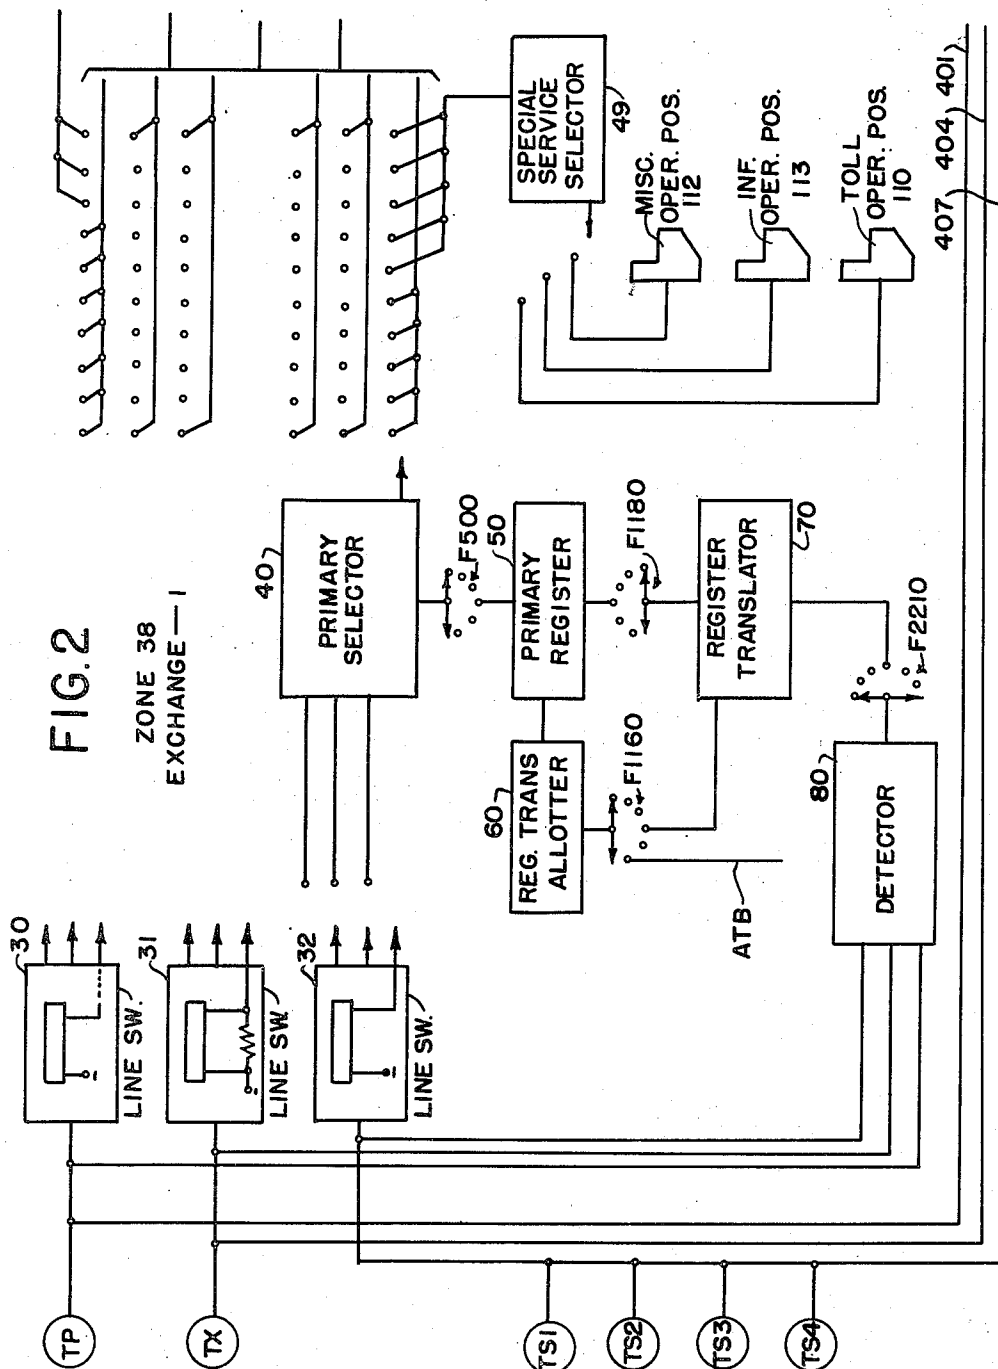 FIG.2
ZONE 38
EXCHANGE—1
TP
TX
TS1
TS2
TS3
TS4
30
LINE SW.
31
LINE SW.
32
LINE SW.
40
PRIMARY
SELECTOR
F500
50
PRIMARY
REGISTER
60
REG. TRANS
ALLOTTER
F1160
ATB
F1180
REGISTER
TRANSLATOR
70
80
DETECTOR
F2210
SPECIAL
SERVICE
SELECTOR
49
MISC.
OPER. POS.
112
INF.
OPER. POS.
113
TOLL
OPER. POS.
110
407
404
401